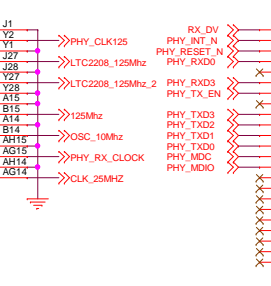 J1
Y2
Y1
J27
J28
Y27
Y28
A15
B15
A14
B14
AH15
AG15
AH14
AG14
PHY_CLK125
LTC2208_125Mhz
LTC2208_125Mhz_2
125Mhz
OSC_10Mhz
PHY_RX_CLOCK
CLK_25MHZ
RX_DV
PHY_INT_N
PHY_RESET_N
PHY_RXD0
PHY_RXD3
PHY_TX_EN
PHY_TXD3
PHY_TXD2
PHY_TXD1
PHY_TXD0
PHY_MDC
PHY_MDIO